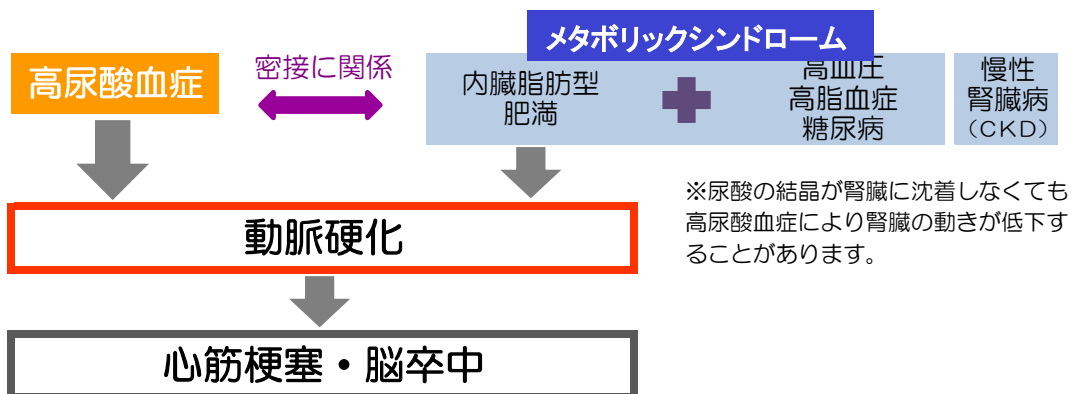 メタボリックシンドローム
高尿酸血症
密接に関係
内臓脂肪型
肥満
高血圧
高脂血症
糖尿病
慢性
腎臓病
（CKD）
※尿酸の結晶が腎臓に沈着しなくても
高尿酸血症により腎臓の動きが低下す
ることがあります。
動脈硬化
心筋梗塞・脳卒中